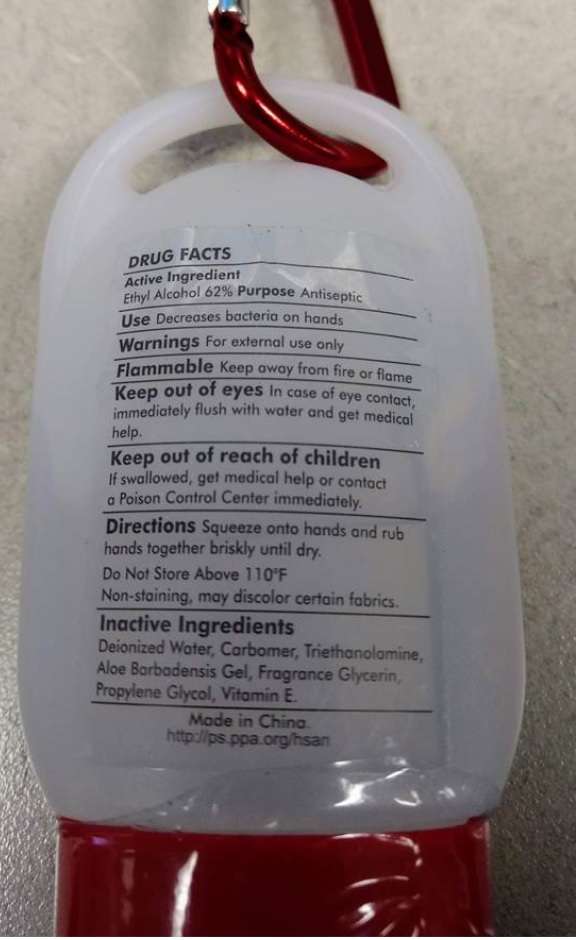 DRUG FACTS
Active Ingredient
Ethyl Alcohol 62% Purpose Antiseptic
Use Decreases bacteria on hands
Warnings For external use only
Flammable Keep away from fire or flame
Keep out of eyes In case of eye contact,
immediately flush with water and get medical
help.
Keep out of reach of children
If swallowed, get medical help or contact
a Poison Control Center immediately.
Directions Squeeze onto hands and rub
hands together briskly until dry.
Do Not Store Above 110°F
Non-staining, may discolor certain fabrics.
Inactive Ingredients
Deionized Water, Carbomer, Triethanolamine,
Aloe Barbadensis Gel, Fragrance Glycerin,
Propylene Glycol, Vitamin E.
Made in China.
http://ps.ppa.org/hsan